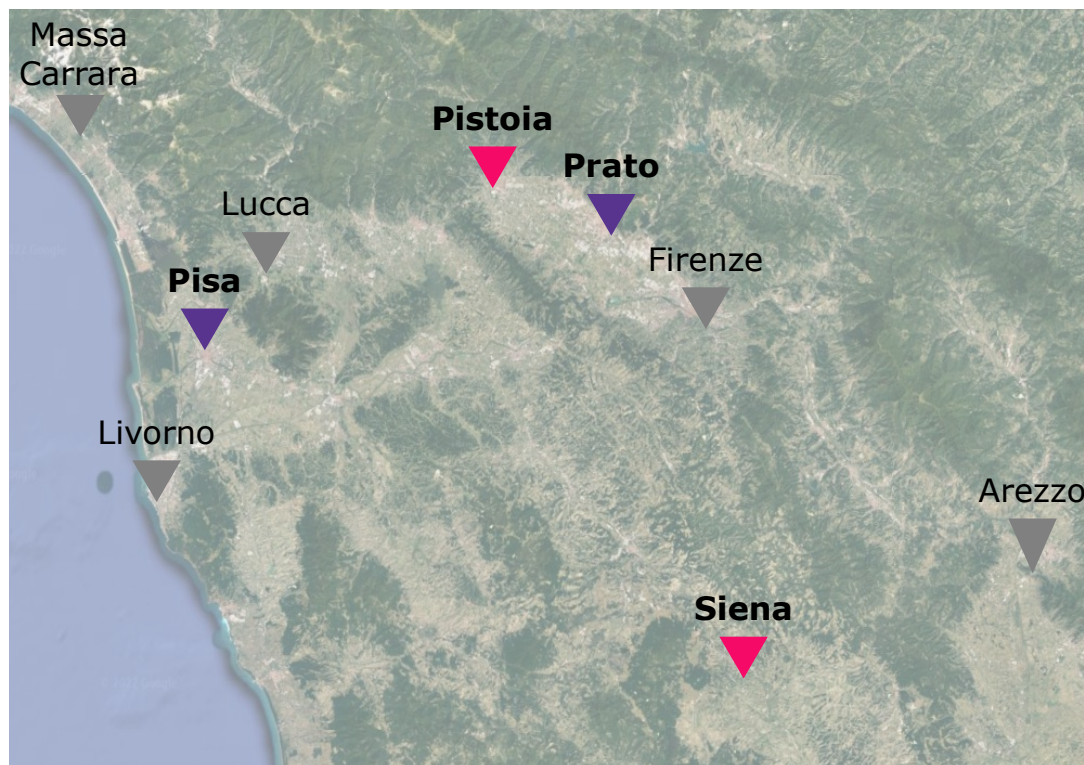 Massa
Carrara
Pistoia
Prato
Lucca
Firenze
Pisa
Livorno
Arezzo
Siena